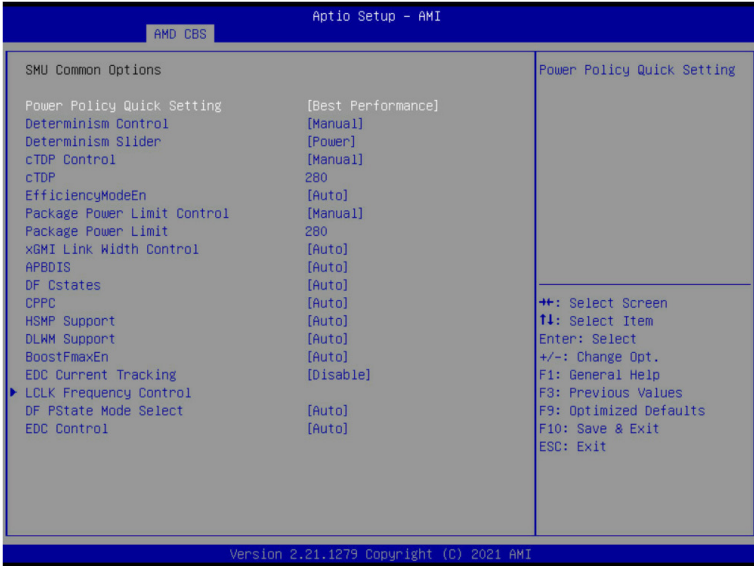 Aptio Setup – AMI
AMD CBS
SMU Common Options
Power Policy Quick Setting [Best Performance]
Determinism Control [Manual]
Determinism Slider [Power]
cTDP Control [Manual]
cTDP 280
EfficiencyModeEn [Auto]
Package Power Limit Control [Manual]
Package Power Limit 280
xGMI Link Width Control [Auto]
APBDIS [Auto]
DF Cstates [Auto]
CPPC [Auto]
HSMP Support [Auto]
DLWM Support [Auto]
BoostFmaxEn [Auto]
EDC Current Tracking [Disable]
LCLK Frequency Control
DF PState Mode Select [Auto]
EDC Control [Auto]
Power Policy Quick Setting
→←: Select Screen
↑↓: Select Item
Enter: Select
+/-: Change Opt.
F1: General Help
F3: Previous Values
F9: Optimized Defaults
F10: Save & Exit
ESC: Exit
Version 2.21.1279 Copyright (C) 2021 AMI